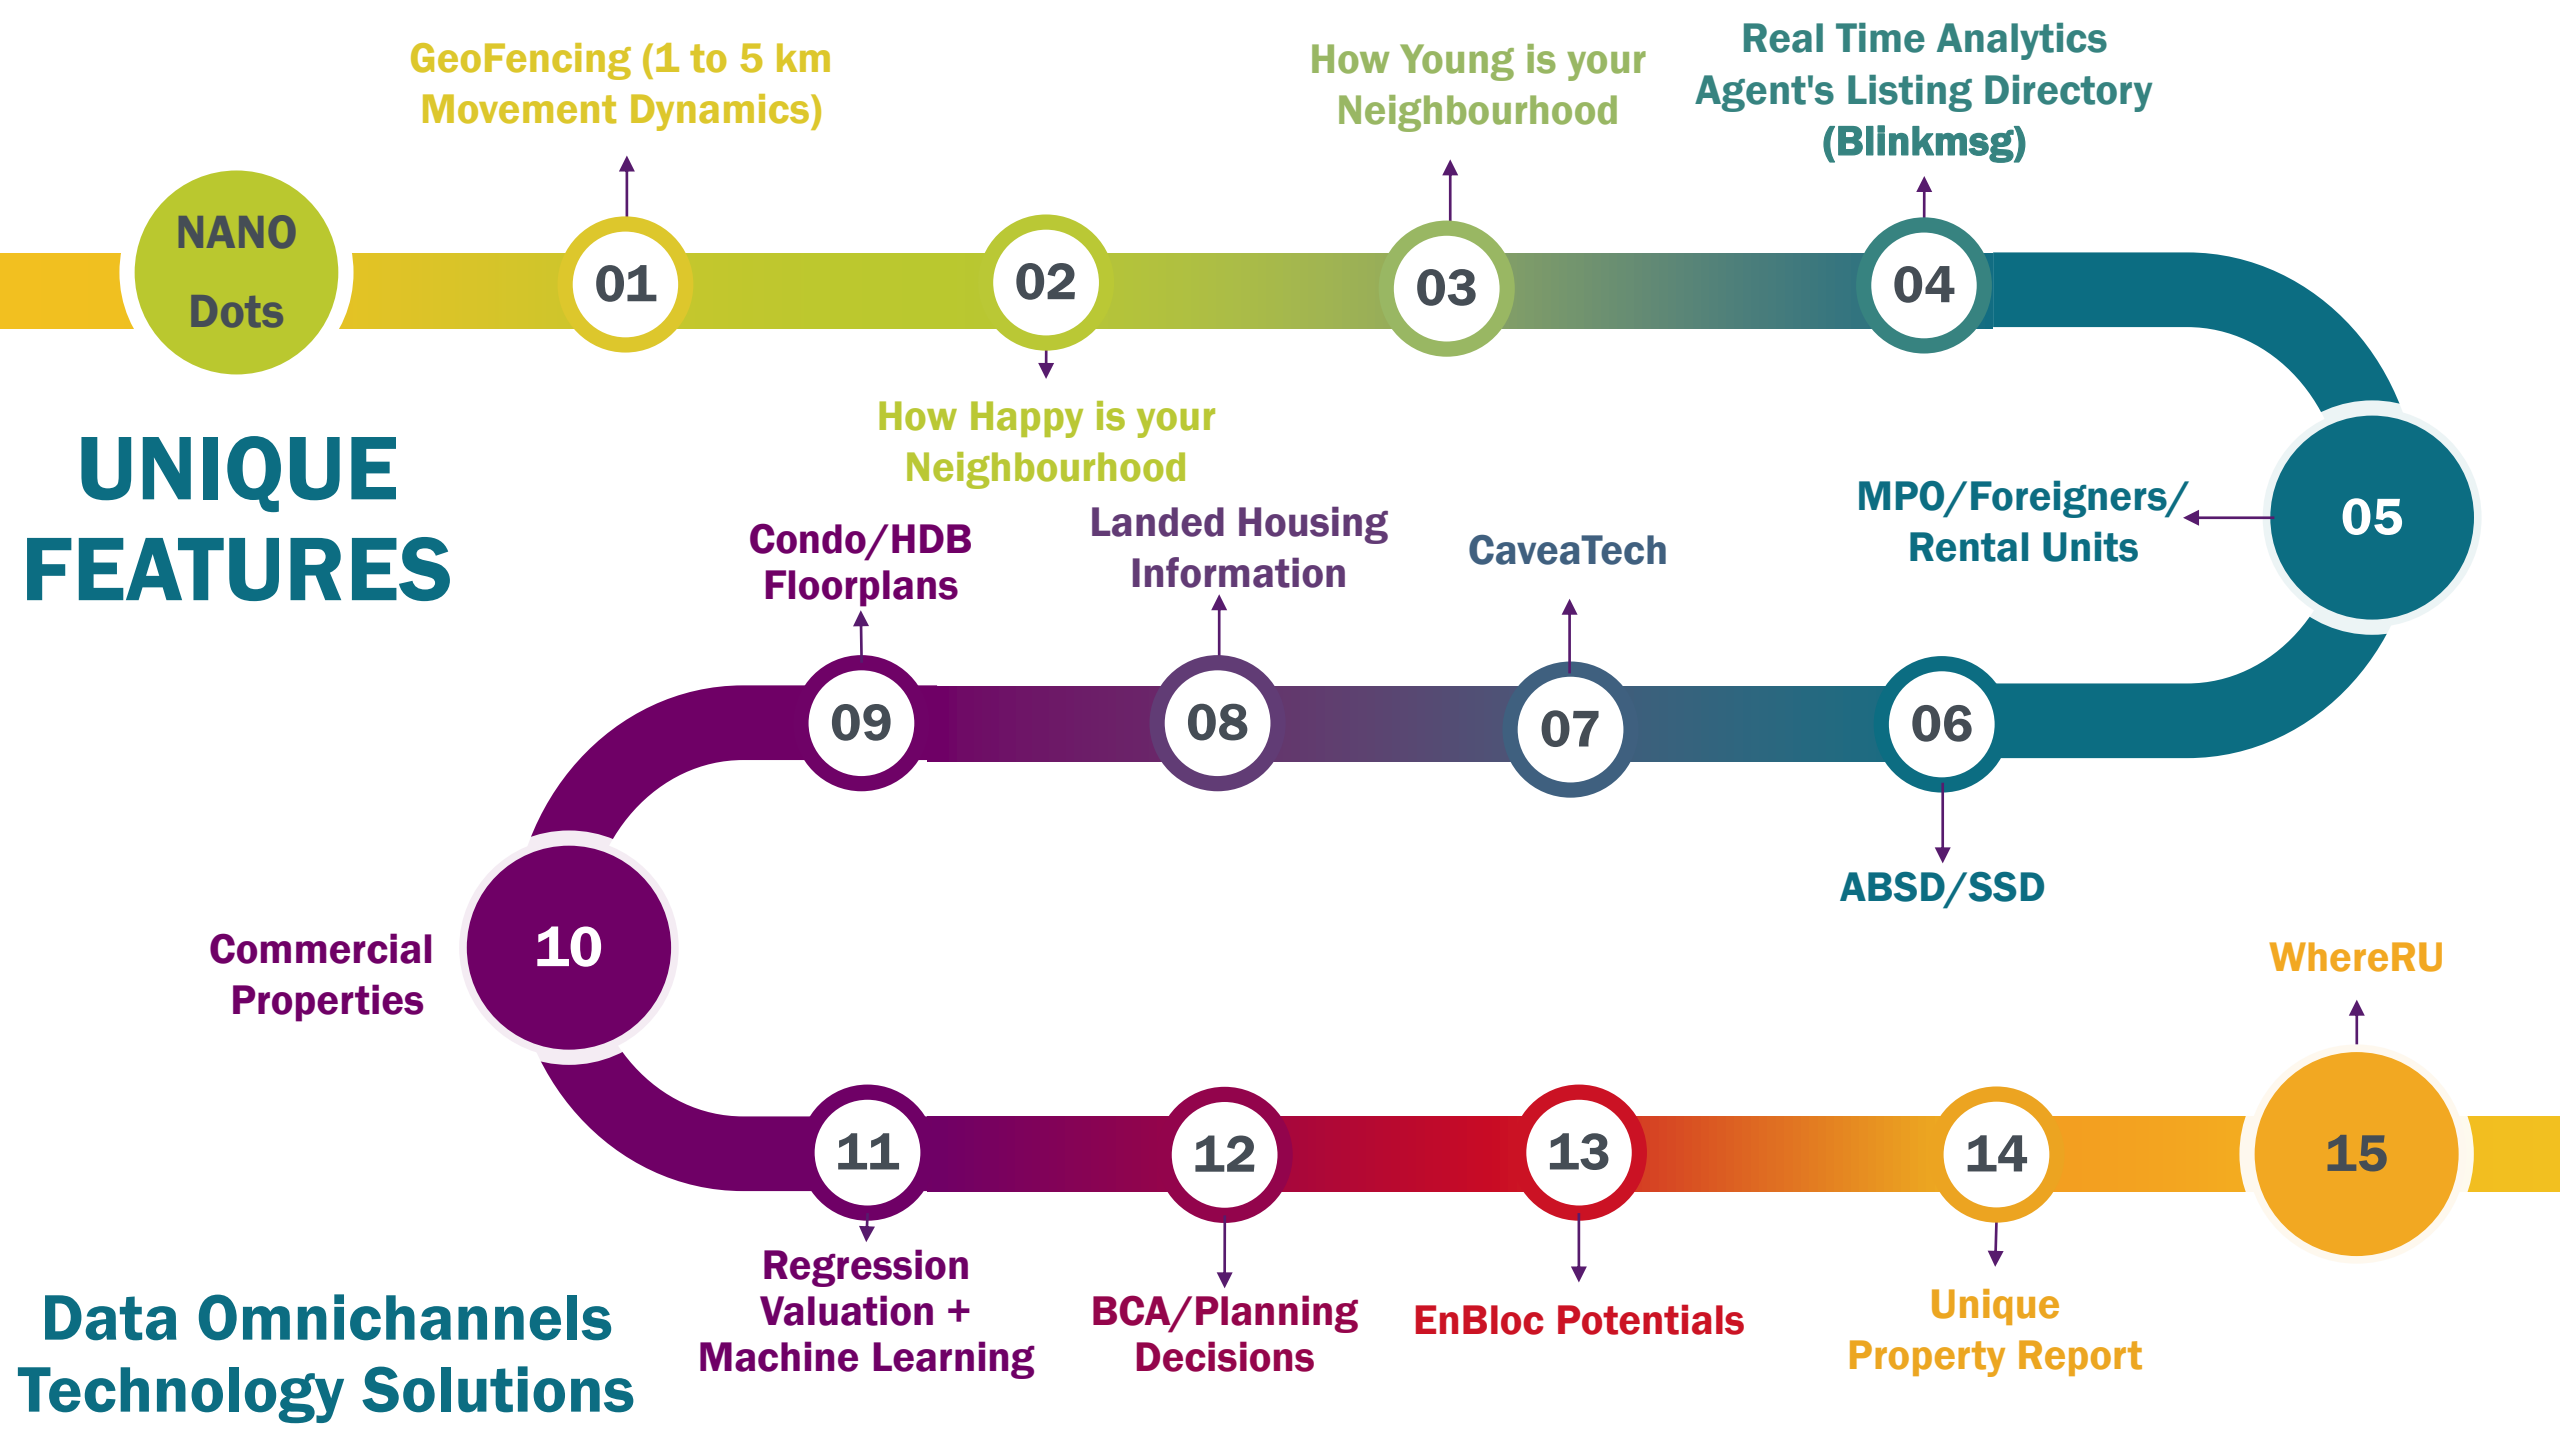 NANO
Dots
GeoFencing (1 to 5 km
Movement Dynamics)
01
02
How Happy is your
Neighbourhood
How Young is your
Neighbourhood
03
Real Time Analytics
Agent's Listing Directory
(Blinkmsg)
04
UNIQUE
FEATURES
MPO/Foreigners/
Rental Units
05
Condo/HDB
Floorplans
09
Landed Housing
Information
08
CaveaTech
07
06
ABSD/SSD
Commercial
Properties
10
11
Regression
Valuation +
Machine Learning
12
BCA/Planning
Decisions
13
EnBloc Potentials
14
Unique
Property Report
WhereRU
15
Data Omnichannels
Technology Solutions